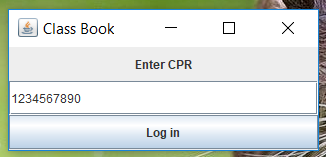 Class Book
Enter CPR
1234567890
Log in